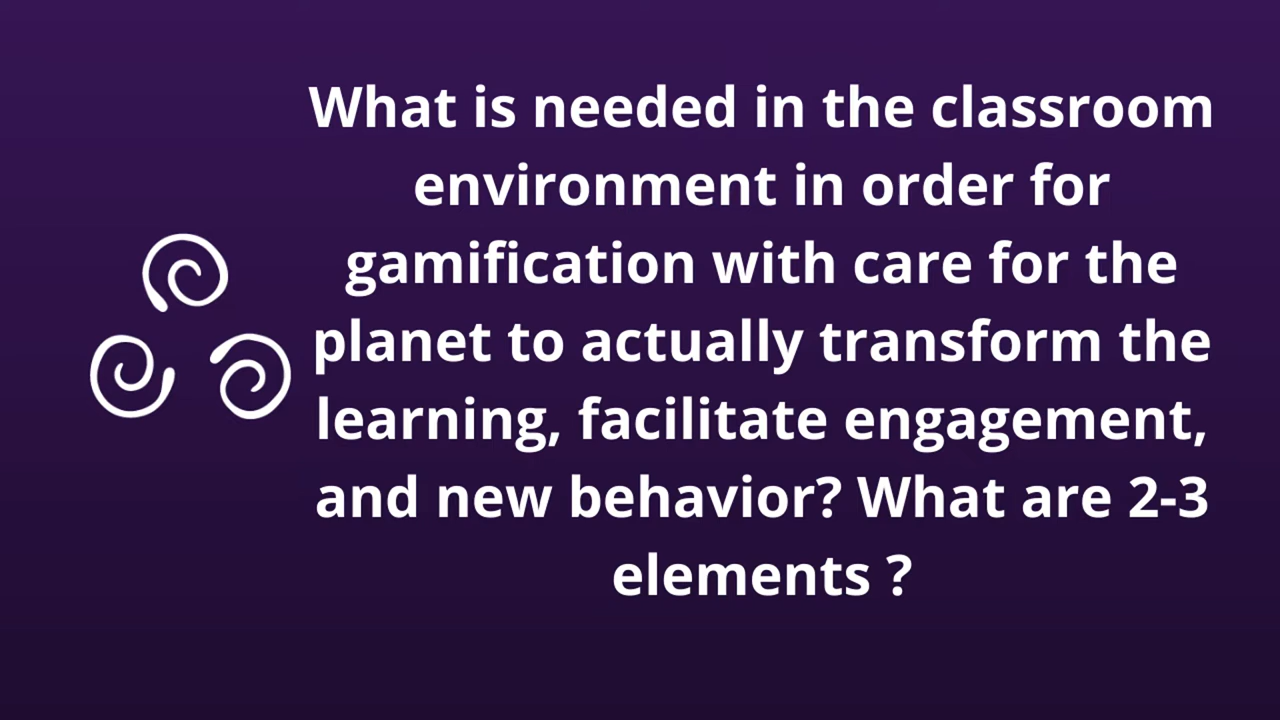 What is needed in the classroom
environment in order for
gamification with care for the
planet to actually transform the
learning, facilitate engagement,
and new behavior? What are 2-3
elements ?